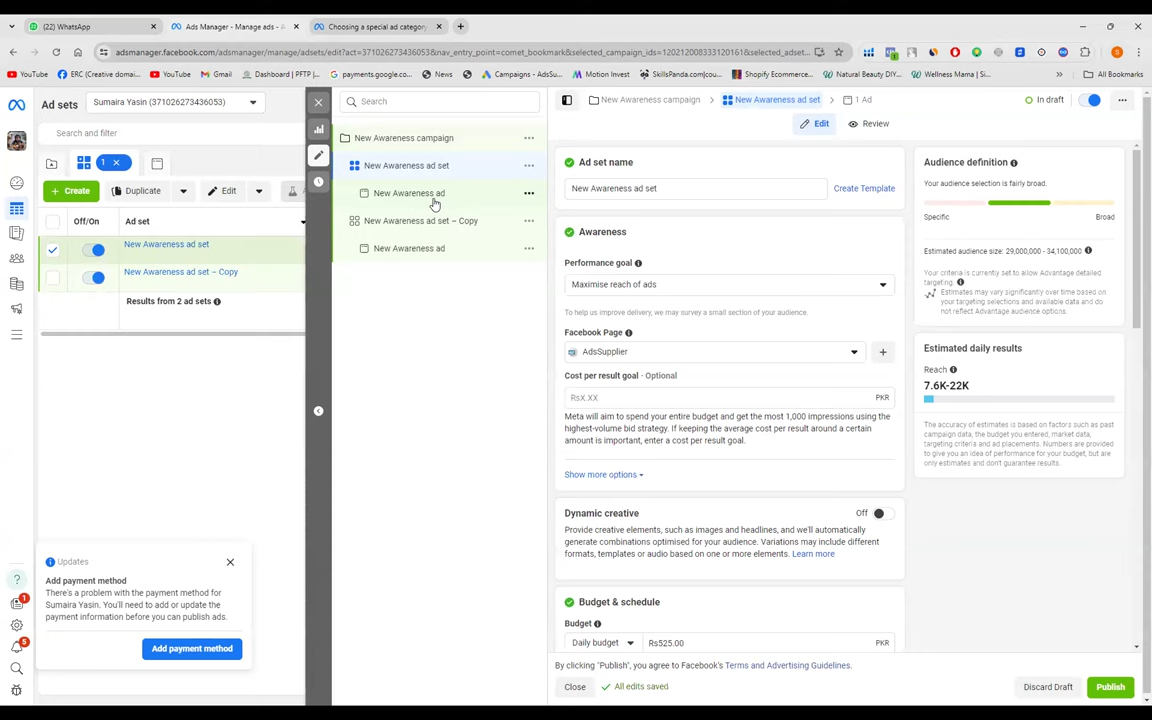 (22) WhatsApp
Ads Manager - Manage ads -
Choosing a special ad category
adsmanager.facebook.com/adsmanager/manage/adsets/edit?act=371026273436053&nav_entry_point=comet_bookmark&selected_campaign_ids=120212008333120161&selected_adset...
YouTube
ERC (Creative domai...
YouTube
Gmail
Dashboard | PFTP |...
payments.google.co...
News
Campaigns - AdsSu...
Motion Invest
SkillsPanda.com|cou...
Shopify Ecommerce...
Natural Beauty DIY...
Wellness Mama | Si...
All Bookmarks
Ad sets
Sumaira Yasin (371026273436053)
Search and filter
1
Create
Duplicate
Edit
Off/On
Ad set
New Awareness ad set
New Awareness ad set – Copy
Results from 2 ad sets
Updates
Add payment method
There's a problem with the payment method for
Sumaira Yasin. You'll need to add or update the
payment information before you can publish ads.
Add payment method
1
5
Search
New Awareness campaign
New Awareness ad set
New Awareness ad
New Awareness ad set – Copy
New Awareness ad
New Awareness campaign
New Awareness ad set
1 Ad
In draft
Edit
Review
Ad set name
New Awareness ad set
Create Template
Awareness
Performance goal
Maximise reach of ads
To help us improve delivery, we may survey a small section of your audience.
Facebook Page
AdsSupplier
Cost per result goal - Optional
RsX.XX
PKR
Meta will aim to spend your entire budget and get the most 1,000 impressions using the
highest-volume bid strategy. If keeping the average cost per result around a certain
amount is important, enter a cost per result goal.
Show more options
Dynamic creative
Off
Provide creative elements, such as images and headlines, and we'll automatically
generate combinations optimised for your audience. Variations may include different
formats, templates or audio based on one or more elements. Learn more
Budget & schedule
Budget
Daily budget
Rs525.00
PKR
Audience definition
Your audience selection is fairly broad.
Specific
Broad
Estimated audience size: 29,000,000 - 34,100,000
Your criteria is currently set to allow Advantage detailed
targeting.
Estimates may vary significantly over time based on
your targeting selections and available data and do
not reflect Advantage audience options.
Estimated daily results
Reach
7.6K-22K
The accuracy of estimates is based on factors such as past
campaign data, the budget you entered, market data,
targeting criteria and ad placements. Numbers are provided
to give you an idea of performance for your budget, but are
only estimates and don't guarantee results.
By clicking "Publish", you agree to Facebook's Terms and Advertising Guidelines.
Close
All edits saved
Discard Draft
Publish